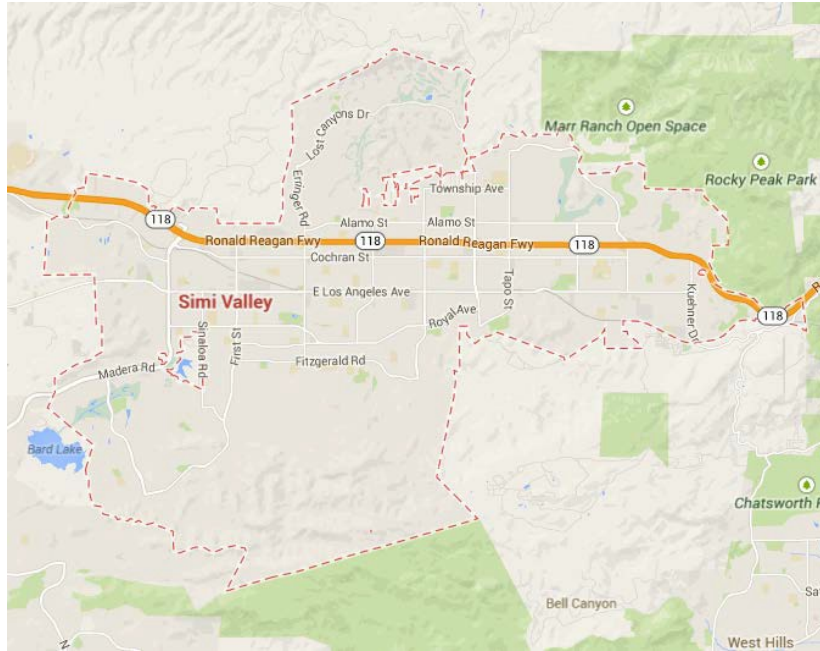 Lost Canyons Dr
Marr Ranch Open Space
Rocky Peak Park
Erringer Rd
Township Ave
118
Alamo St
Alamo St
Ronald Reagan Fwy
118
Ronald Reagan Fwy
118
Cochran St
Tapo St
Simi Valley
E Los Angeles Ave
Kuehner Dr
R
118
Sinaloa Rd
First St
Royal Ave
Madera Rd
Fitzgerald Rd
Bard Lake
Chatsworth P
Bell Canyon
Sat
N
West Hills